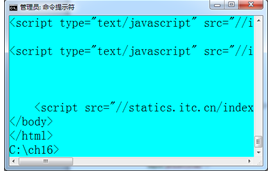 管理员: 命令提示符
<script type="text/javascript" src="//i
<script type="text/javascript" src="//i
<script src="//statics.itc.cn/index
</body>
</html>
C:\ch16>